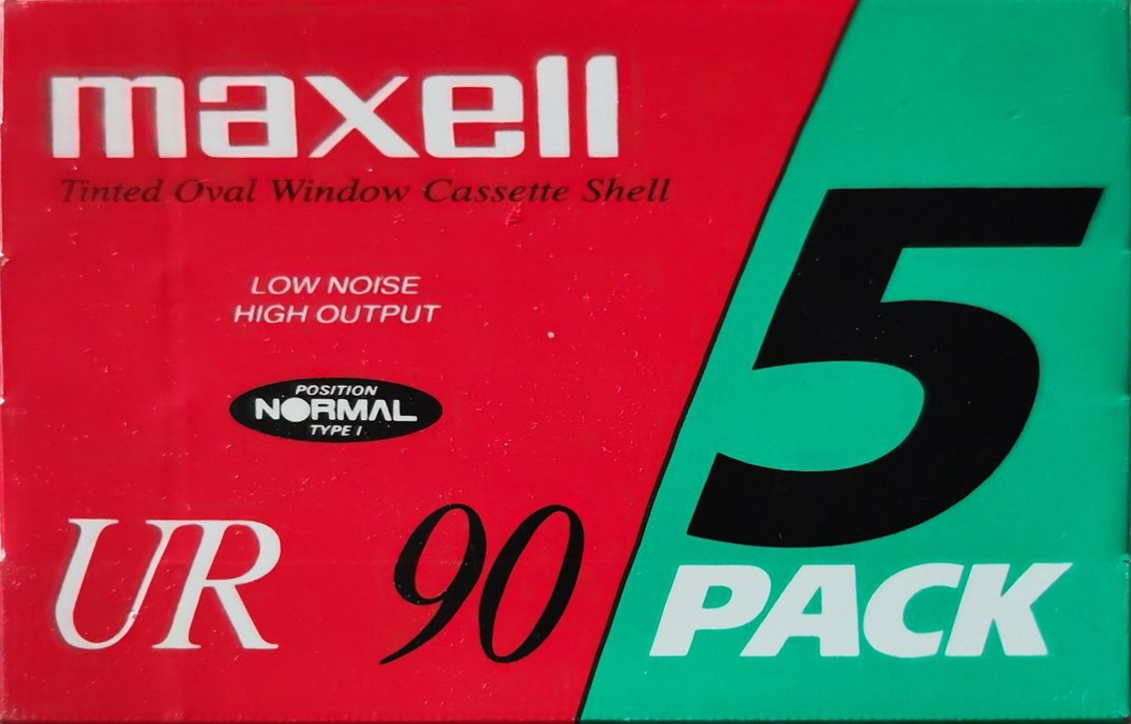 maxell
Tinted Oval Window Cassette Shell
LOW NOISE
HIGH OUTPUT
POSITION
NORMAL
TYPE I
UR 90
5
PACK